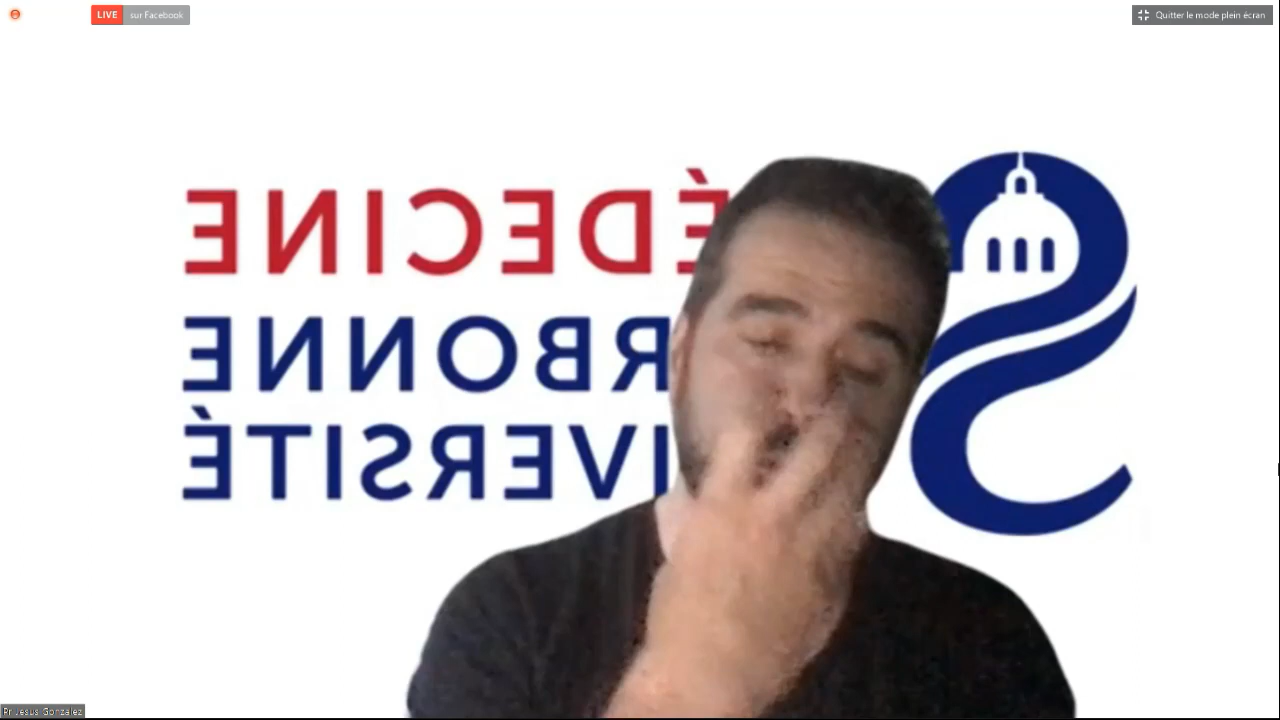 LIVE sur Facebook
Quitter le mode plein écran
ÉDECINE
RBONNE
IVERSITÉ
Pr Jesus Gonzalez